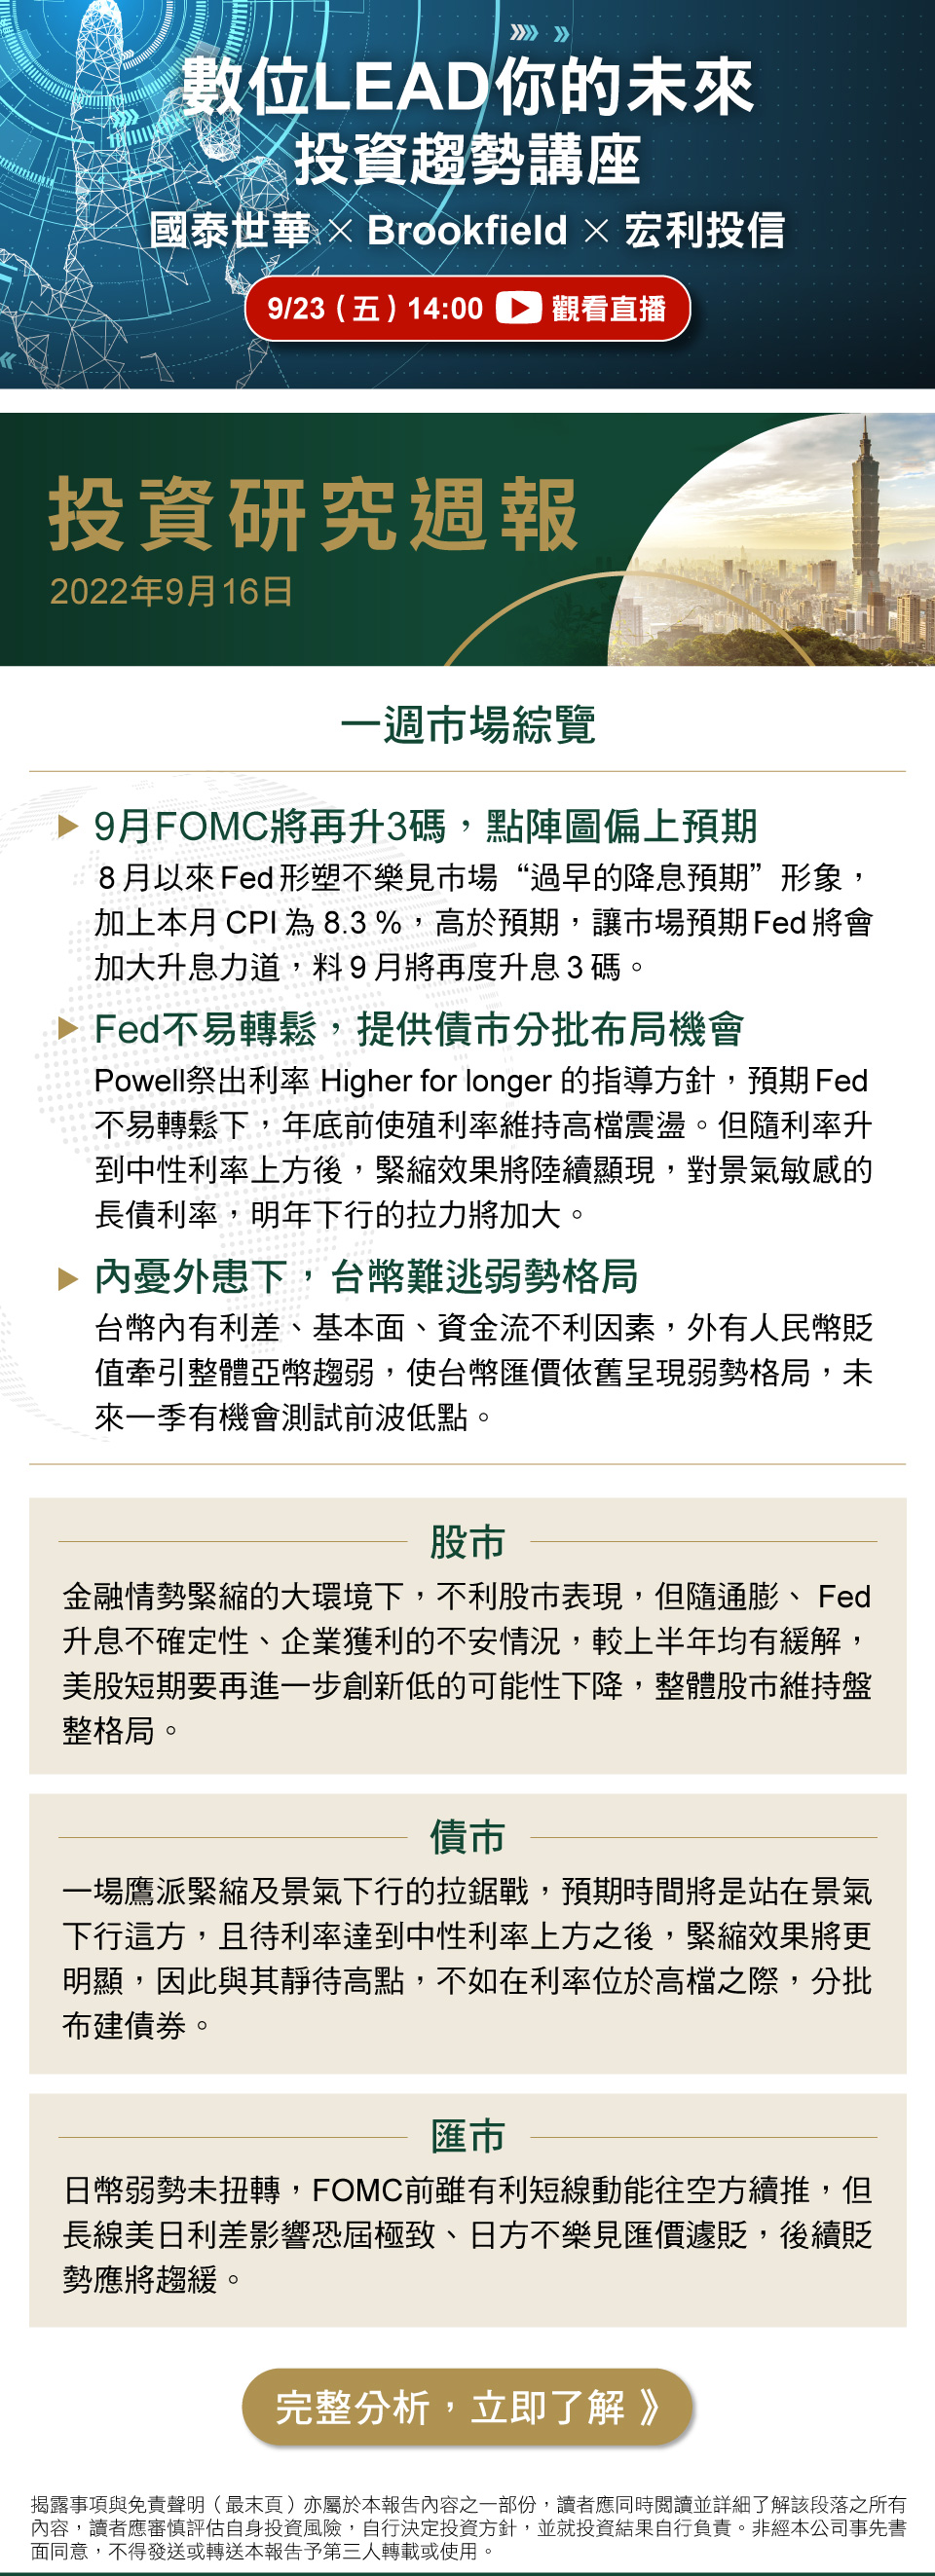 數位LEAD你的未來
投資趨勢講座
國泰世華 × Brookfield × 宏利投信
9/23（五）14:00 觀看直播
投資研究週報
2022年9月16日
一週市場綜覽
9月FOMC將再升3碼，點陣圖偏上預期
8 月以來 Fed 形塑不樂見市場“過早的降息預期”形象，
加上本月 CPI 為 8.3 %，高於預期，讓市場預期 Fed 將會
加大升息力道，料 9 月將再度升息 3 碼。
Fed不易轉鬆，提供債市分批布局機會
Powell祭出利率 Higher for longer 的指導方針，預期 Fed
不易轉鬆下，年底前使殖利率維持高檔震盪。但隨利率升
到中性利率上方後，緊縮效果將陸續顯現，對景氣敏感的
長債利率，明年下行的拉力將加大。
內憂外患下，台幣難逃弱勢格局
台幣內有利差、基本面、資金流不利因素，外有人民幣貶
值牽引整體亞幣趨弱，使台幣匯價依舊呈現弱勢格局，未
來一季有機會測試前波低點。
股市
金融情勢緊縮的大環境下，不利股市表現，但隨通膨、 Fed
升息不確定性、企業獲利的不安情況，較上半年均有緩解，
美股短期要再進一步創新低的可能性下降，整體股市維持盤
整格局。
債市
一場鷹派緊縮及景氣下行的拉鋸戰，預期時間將是站在景氣
下行這方，且待利率達到中性利率上方之後，緊縮效果將更
明顯，因此與其靜待高點，不如在利率位於高檔之際，分批
布建債券。
匯市
日幣弱勢未扭轉，FOMC前雖有利短線動能往空方續推，但
長線美日利差影響恐屆極致、日方不樂見匯價遽貶，後續貶
勢應將趨緩。
完整分析，立即了解 》
揭露事項與免責聲明（最末頁）亦屬於本報告內容之一部份，讀者應同時閱讀並詳細了解該段落之所有
內容，讀者應審慎評估自身投資風險，自行決定投資方針，並就投資結果自行負責。非經本公司事先書
面同意，不得發送或轉送本報告予第三人轉載或使用。